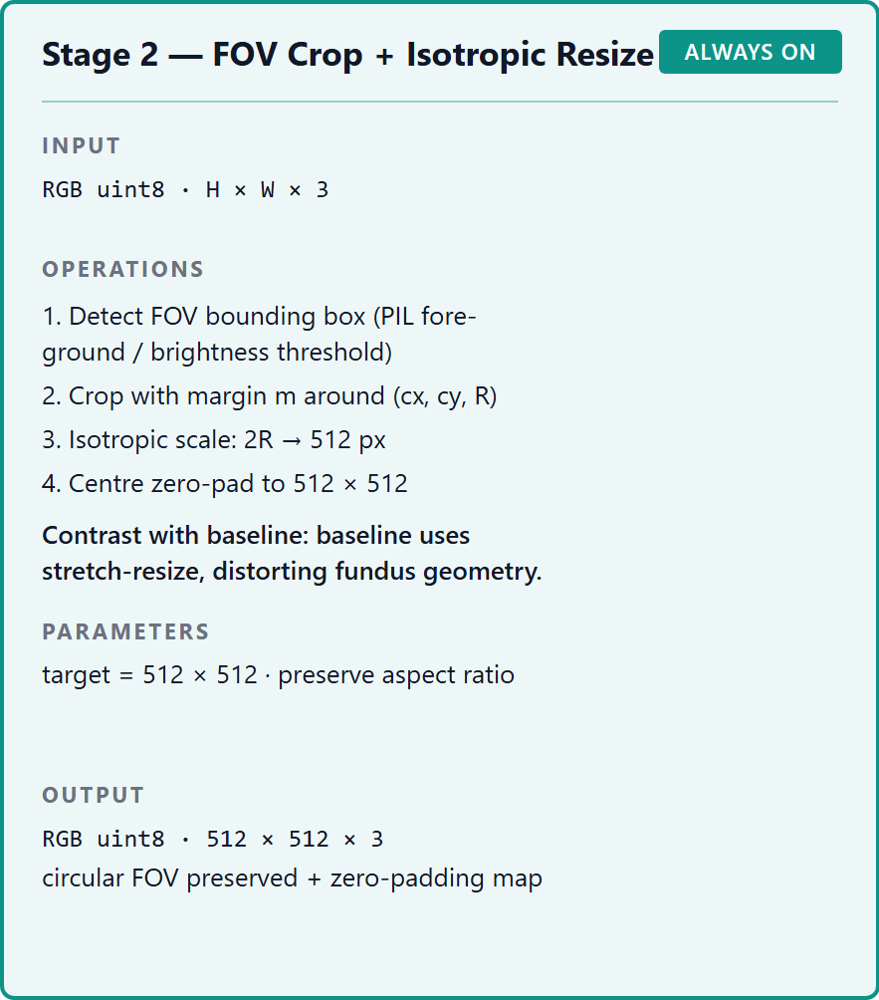 Stage 2 — FOV Crop + Isotropic Resize
ALWAYS ON
INPUT
RGB uint8 · H × W × 3
OPERATIONS
1. Detect FOV bounding box (PIL fore-
ground / brightness threshold)
2. Crop with margin m around (cx, cy, R)
3. Isotropic scale: 2R → 512 px
4. Centre zero-pad to 512 × 512
Contrast with baseline: baseline uses
stretch-resize, distorting fundus geometry.
PARAMETERS
target = 512 × 512 · preserve aspect ratio
OUTPUT
RGB uint8 · 512 × 512 × 3
circular FOV preserved + zero-padding map